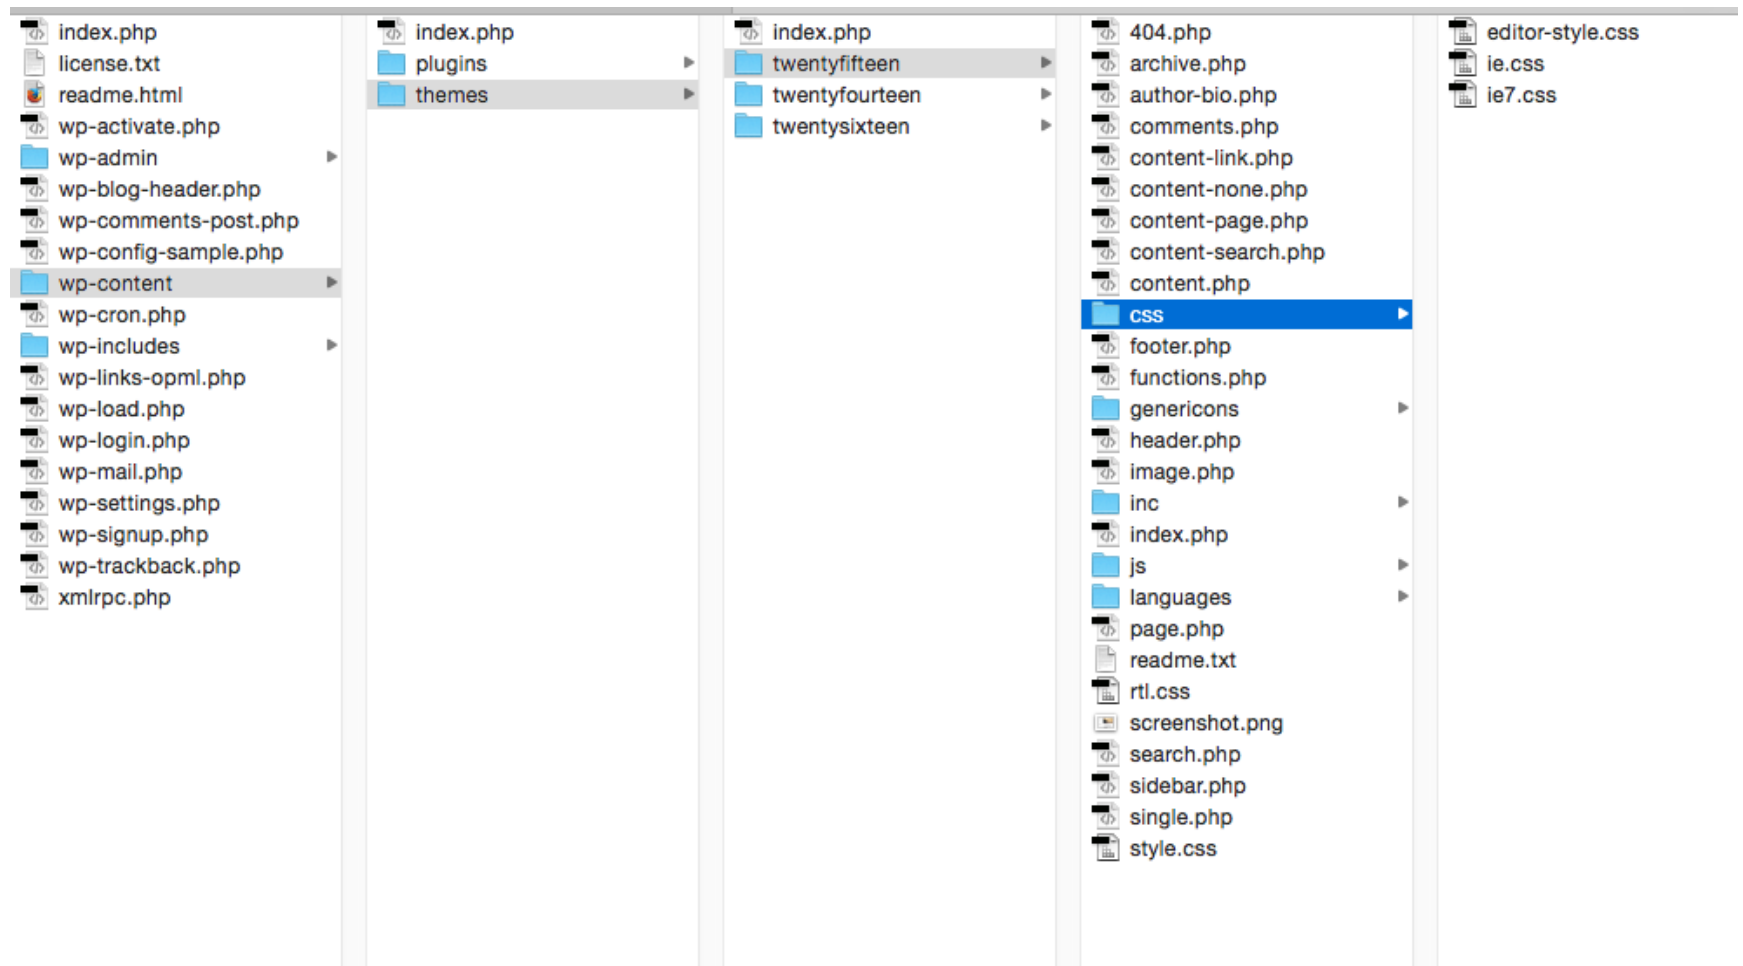 index.php
license.txt
readme.html
wp-activate.php
wp-admin
wp-blog-header.php
wp-comments-post.php
wp-config-sample.php
wp-content
wp-cron.php
wp-includes
wp-links-opml.php
wp-load.php
wp-login.php
wp-mail.php
wp-settings.php
wp-signup.php
wp-trackback.php
xmlrpc.php
index.php
plugins
themes
index.php
twentyfifteen
twentyfourteen
twentysixteen
404.php
archive.php
author-bio.php
comments.php
content-link.php
content-none.php
content-page.php
content-search.php
content.php
css
footer.php
functions.php
genericons
header.php
image.php
inc
index.php
js
languages
page.php
readme.txt
rtl.css
screenshot.png
search.php
sidebar.php
single.php
style.css
editor-style.css
ie.css
ie7.css